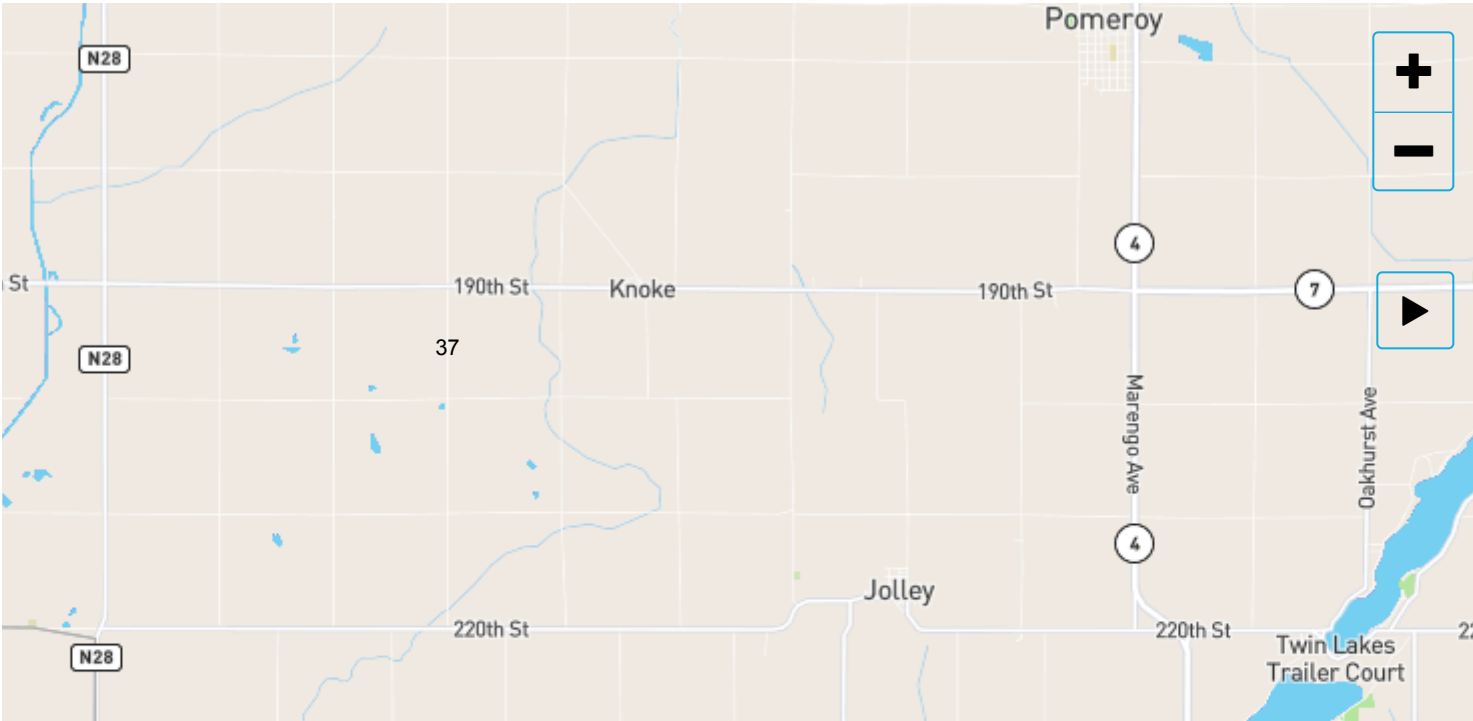 Pomeroy
N28
4
St
190th St
Knoke
190th St
7
37
N28
Marengo Ave
Oakhurst Ave
4
Jolley
220th St
220th St
22
N28
Twin Lakes
Trailer Court